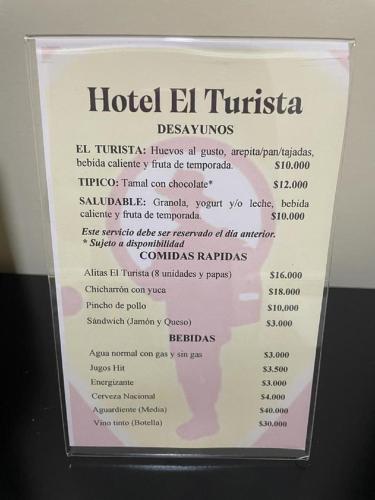 Hotel El Turista
DESAYUNOS
EL TURISTA: Huevos al gusto, arepita/pan/tajadas,
bebida caliente y fruta de temporada. $10.000
TIPICO: Tamal con chocolate* $12.000
SALUDABLE: Granola, yogurt y/o leche, bebida
caliente y fruta de temporada. $10.000
Este servicio debe ser reservado el día anterior.
* Sujeto a disponibilidad
COMIDAS RAPIDAS
Alitas El Turista (8 unidades y papas) $16.000
Chicharrón con yuca $18.000
Pincho de pollo $10,000
Sándwich (Jamón y Queso) $3.000
BEBIDAS
Agua normal con gas y sin gas $3.000
Jugos Hit $3.500
Energizante $3.000
Cerveza Nacional $4.000
Aguardiente (Media) $40.000
Vino tinto (Botella) $30.000